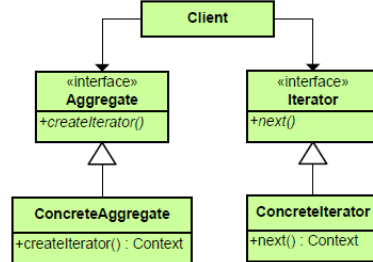 Client
«interface»
Aggregate
+createIterator()
«interface»
Iterator
+next()
ConcreteAggregate
+createIterator() : Context
ConcreteIterator
+next() : Context